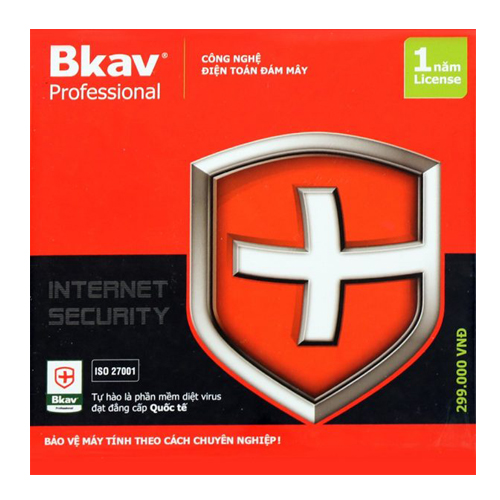 Bkav®
Professional
CÔNG NGHỆ
ĐIỆN TOÁN ĐÁM MÂY
1 năm
License
INTERNET
SECURITY
ISO 27001
Bkav
Professional
Tự hào là phần mềm diệt virus
đạt đẳng cấp Quốc tế
299.000 VNĐ
BẢO VỆ MÁY TÍNH THEO CÁCH CHUYÊN NGHIỆP!